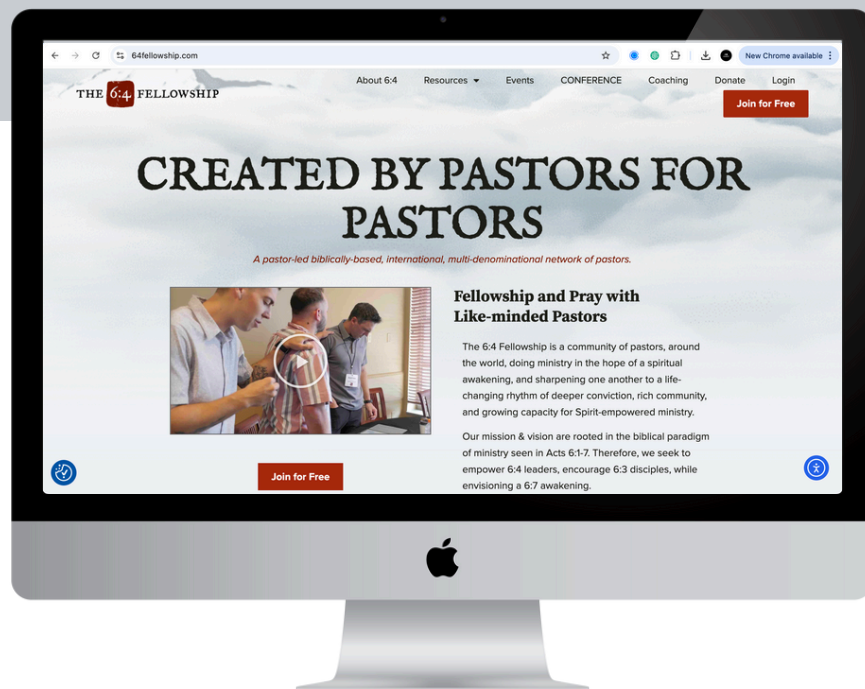 64fellowship.com
New Chrome available
THE 6:4 FELLOWSHIP
About 6:4 Resources Events CONFERENCE Coaching Donate Login
Join for Free
CREATED BY PASTORS FOR
PASTORS
A pastor-led biblically-based, international, multi-denominational network of pastors.
Fellowship and Pray with
Like-minded Pastors
The 6:4 Fellowship is a community of pastors, around
the world, doing ministry in the hope of a spiritual
awakening, and sharpening one another to a life-
changing rhythm of deeper conviction, rich community,
and growing capacity for Spirit-empowered ministry.
Our mission & vision are rooted in the biblical paradigm
of ministry seen in Acts 6:1-7. Therefore, we seek to
empower 6:4 leaders, encourage 6:3 disciples, while
envisioning a 6:7 awakening.
Join for Free